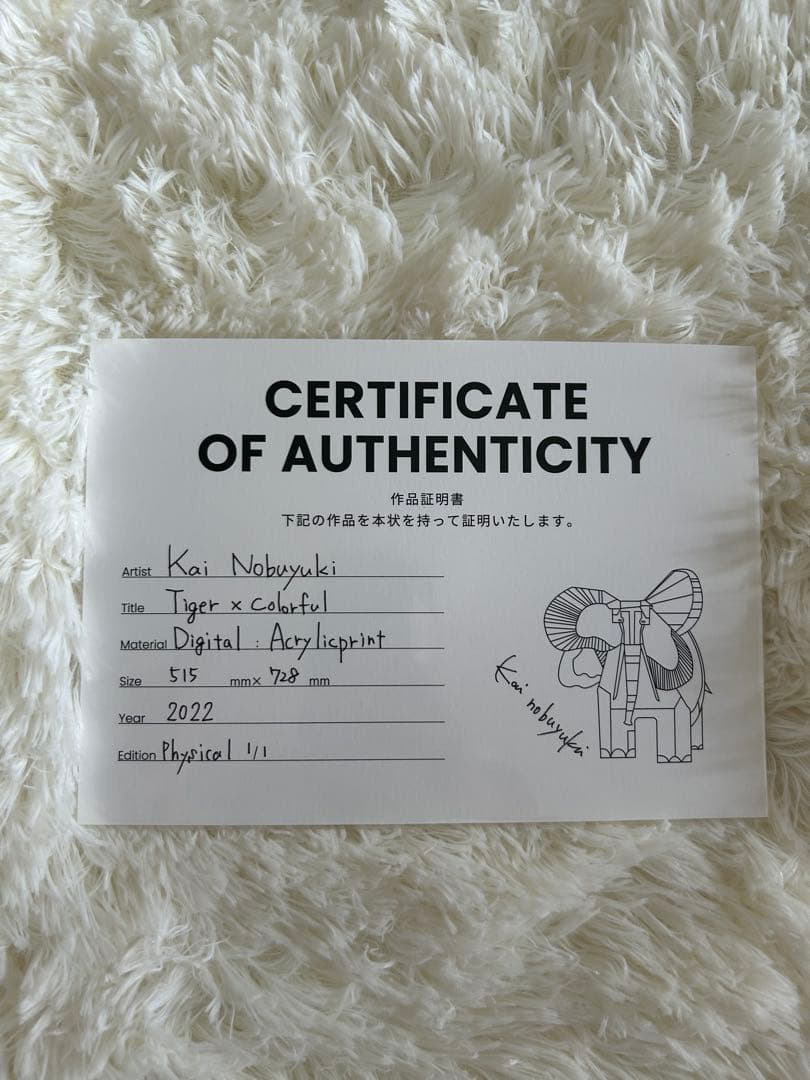 CERTIFICATE
OF AUTHENTICITY
作品証明書
下記の作品を本状を持って証明いたします。
Artist Kai Nobuyuki
Title Tiger × Colorful
Material Digital : Acrylicprint
Size 515 mm× 728 mm
Year 2022
Edition Physical 1/1
Kai nobuyuki